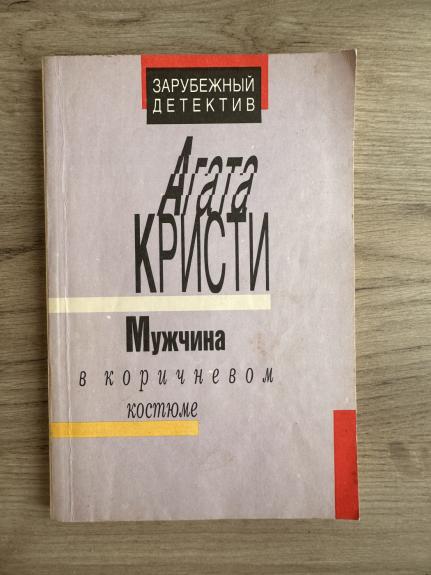 ЗАРУБЕЖНЫЙ
ДЕТЕКТИВ
Агата
КРИСТИ
Мужчина
в коричневом
костюме